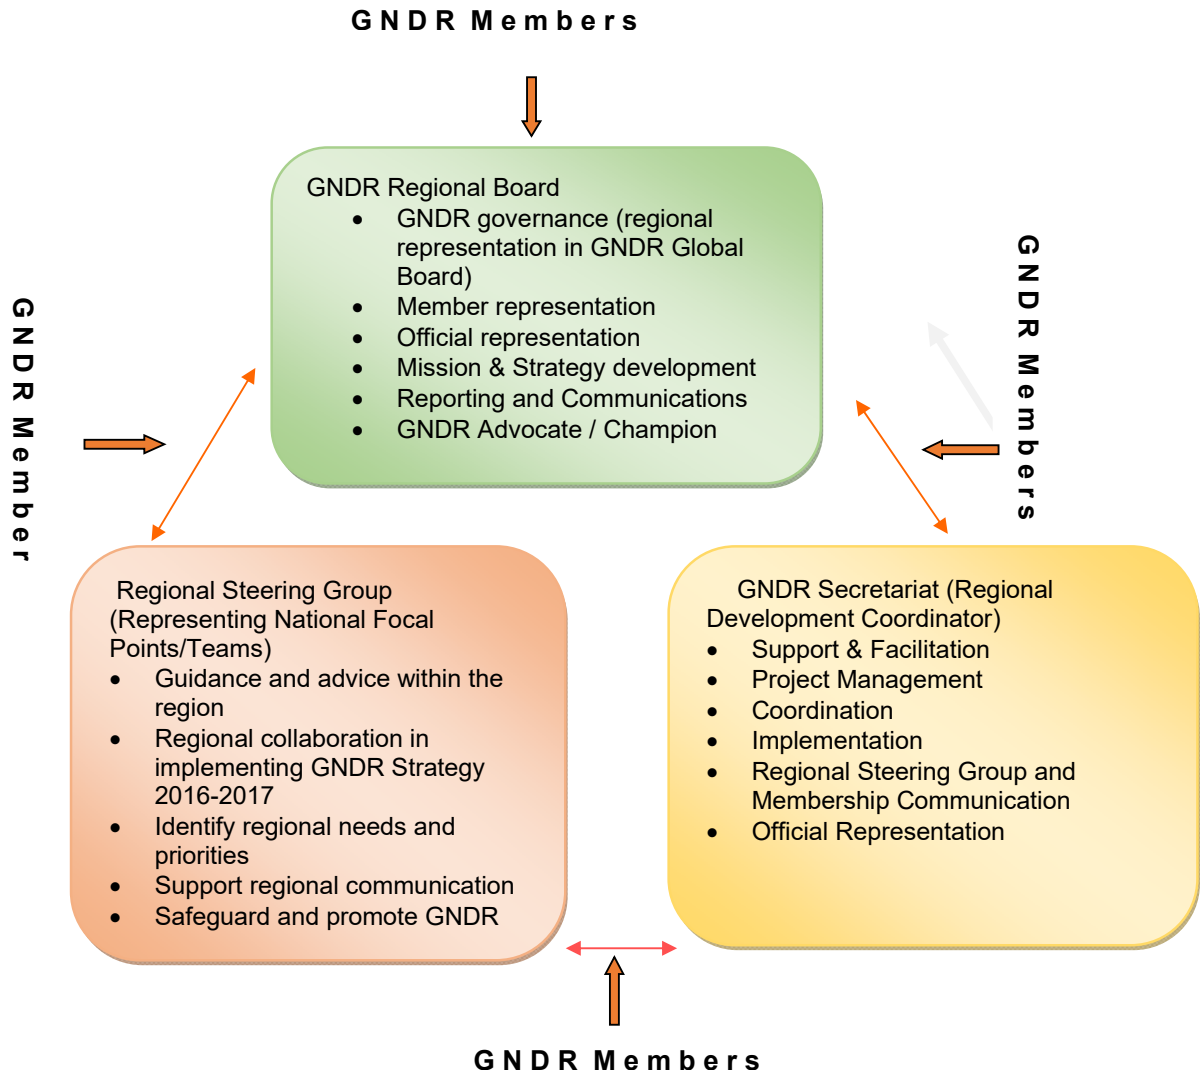 GNDR Members
GNDR Regional Board
• GNDR governance (regional
representation in GNDR Global
Board)
• Member representation
• Official representation
• Mission & Strategy development
• Reporting and Communications
• GNDR Advocate / Champion
GNDR Member
GNDR Members
Regional Steering Group
(Representing National Focal
Points/Teams)
• Guidance and advice within the
region
• Regional collaboration in
implementing GNDR Strategy
2016-2017
• Identify regional needs and
priorities
• Support regional communication
• Safeguard and promote GNDR
GNDR Secretariat (Regional
Development Coordinator)
• Support & Facilitation
• Project Management
• Coordination
• Implementation
• Regional Steering Group and
Membership Communication
• Official Representation
GNDR Members